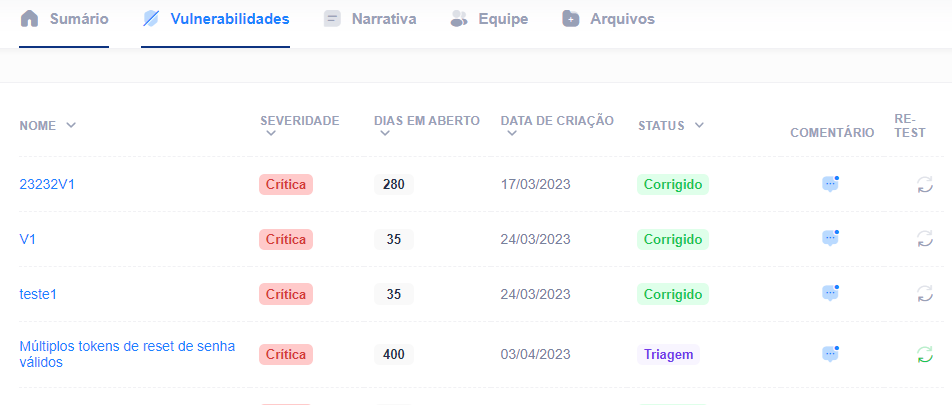 Sumário Vulnerabilidades Narrativa Equipe Arquivos
NOME SEVERIDADE DIAS EM ABERTO DATA DE CRIAÇÃO STATUS COMENTÁRIO RE-
TEST
23232V1 Crítica 280 17/03/2023 Corrigido
V1 Crítica 35 24/03/2023 Corrigido
teste1 Crítica 35 24/03/2023 Corrigido
Múltiplos tokens de reset de senha
válidos Crítica 400 03/04/2023 Triagem